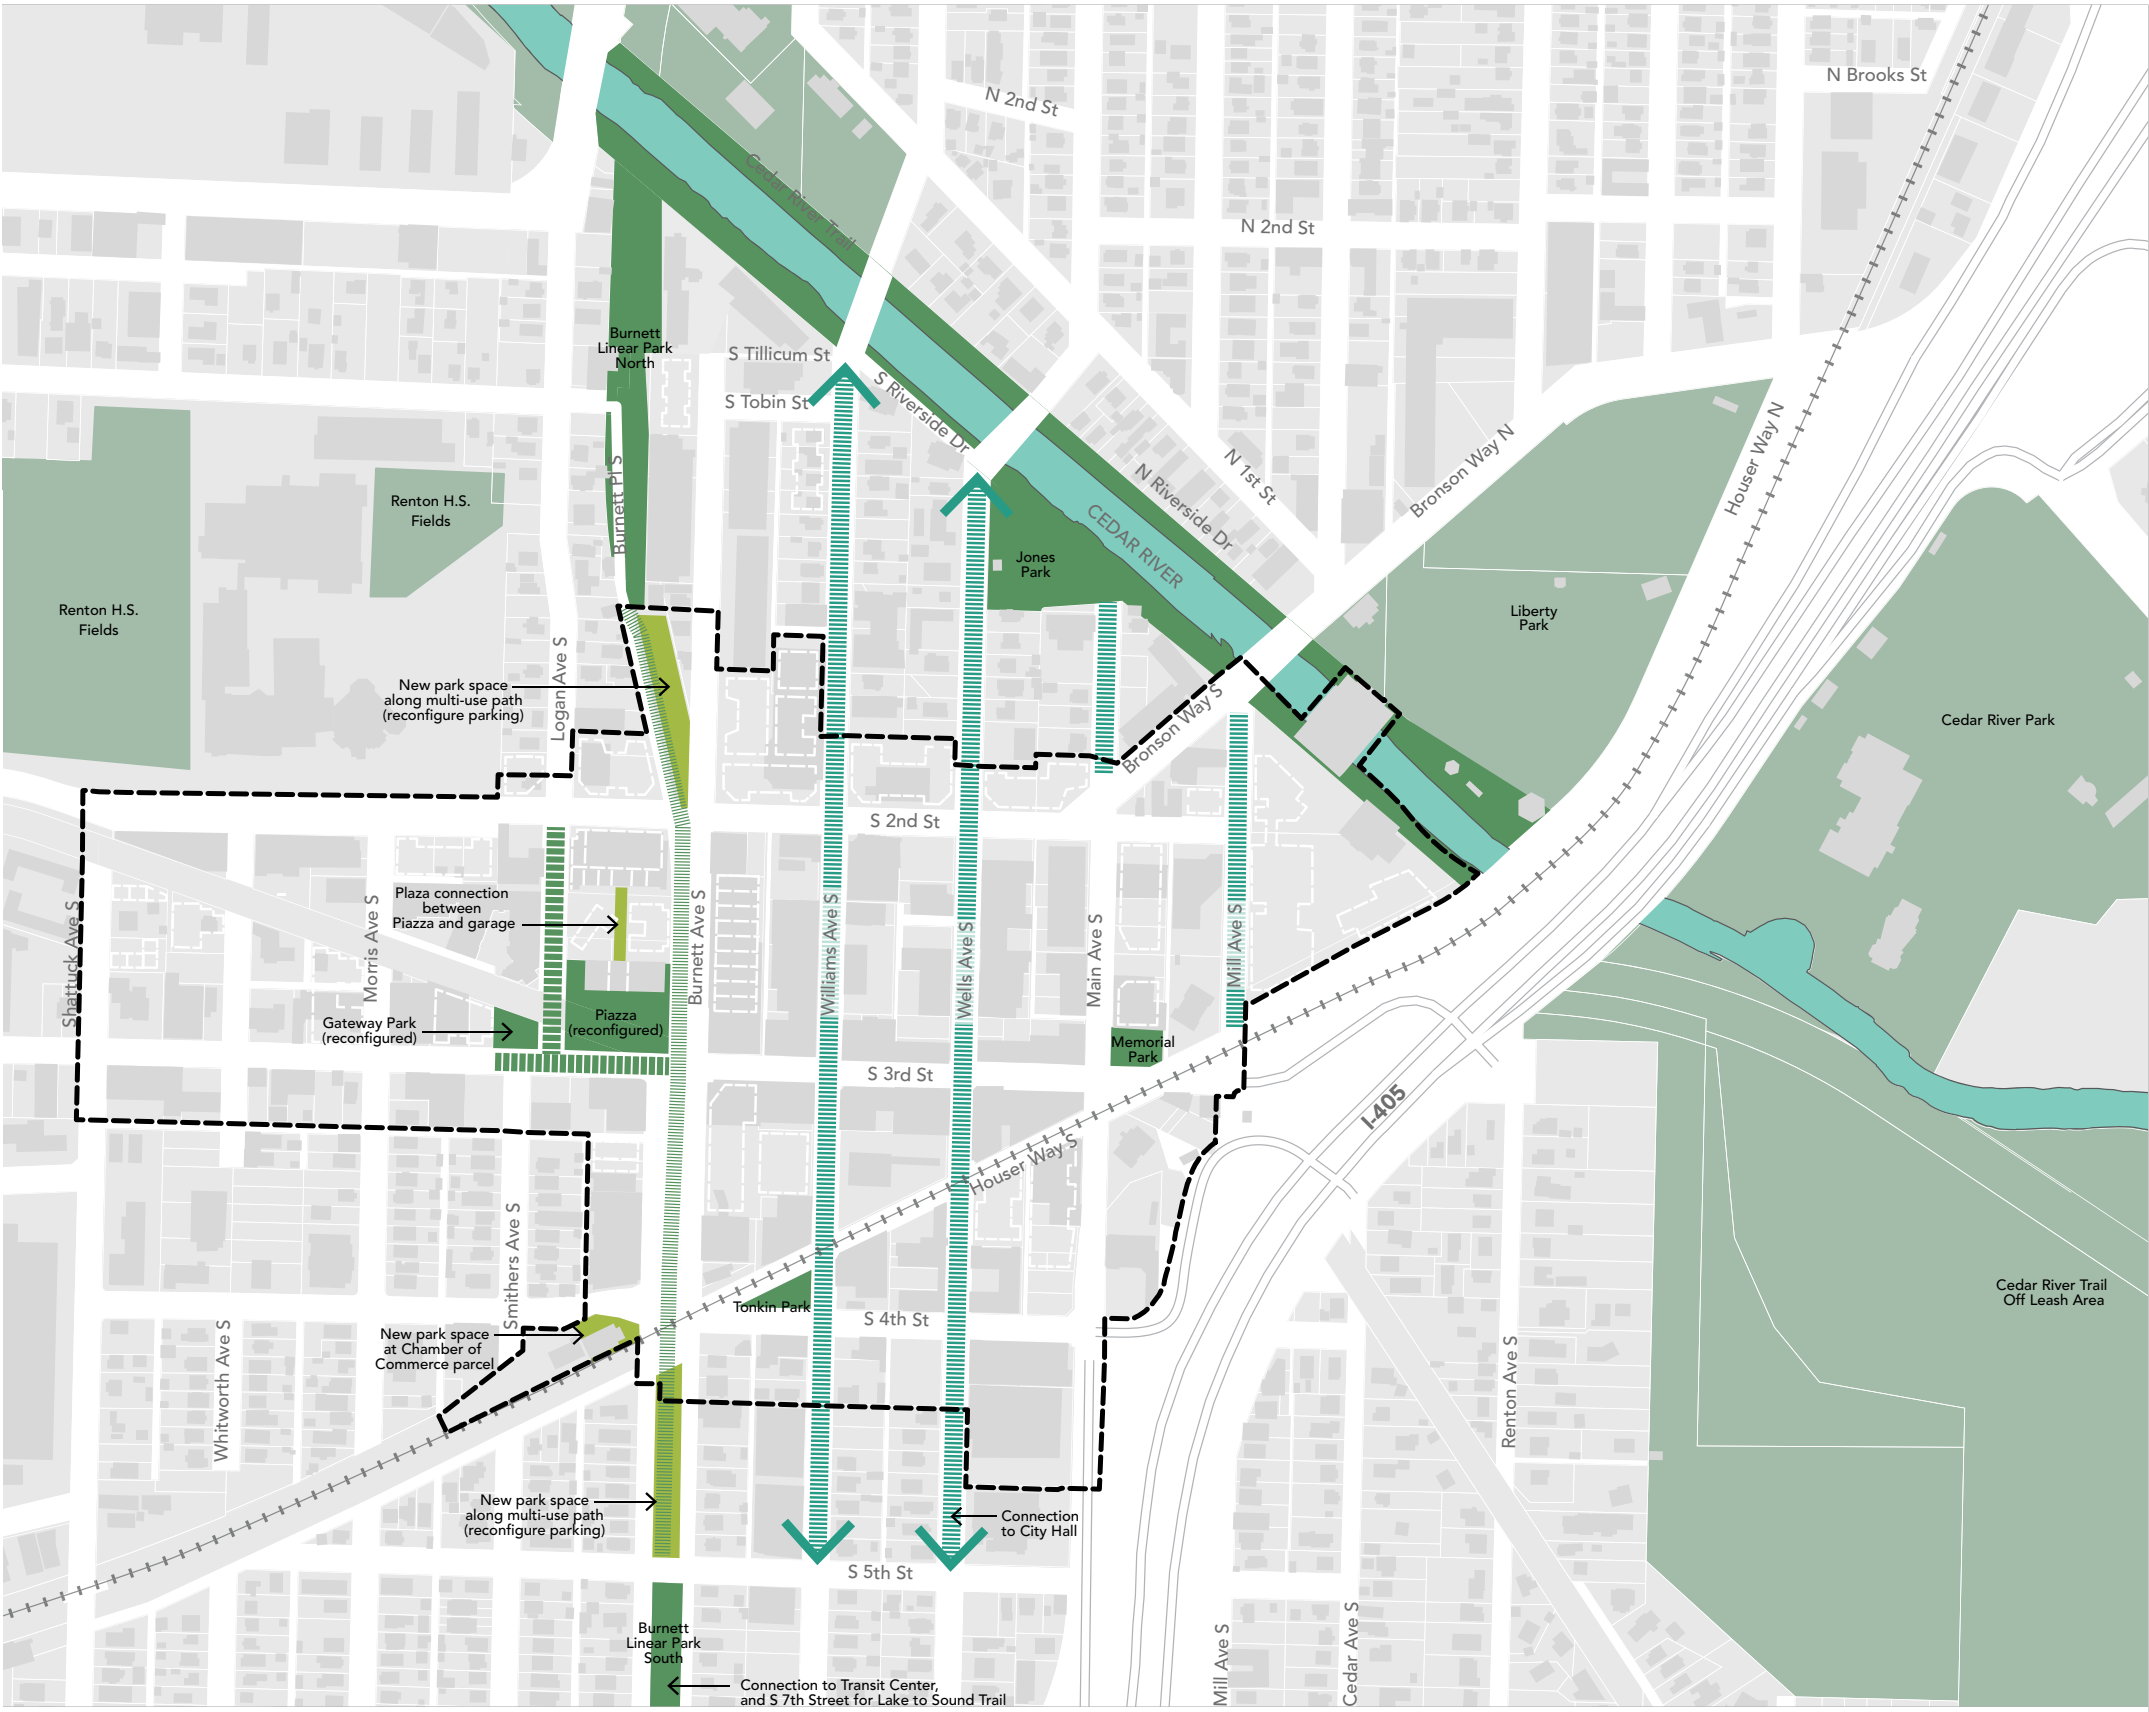 N Brooks St
N 2nd St
Cedar River Trail
N 2nd St
Burnett
Linear Park
North
S Tillicum St
S Tobin St
S Riverside Dr
Houser Way N
Bronson Way N
N 1st St
N Riverside Dr
CEDAR RIVER
Renton H.S.
Fields
Burnett Pl S
Jones
Park
Renton H.S.
Fields
Liberty
Park
Logan Ave S
New park space
along multi-use path
(reconfigure parking)
Bronson Way S
Cedar River Park
S 2nd St
Plaza connection
between
Piazza and garage
Shattuck Ave S
Morris Ave S
Burnett Ave S
Williams Ave S
Wells Ave S
Main Ave S
Mill Ave S
Gateway Park
(reconfigured)
Piazza
(reconfigured)
Memorial
Park
S 3rd St
I-405
Houser Way S
Smithers Ave S
Cedar River Trail
Off Leash Area
Tonkin Park
S 4th St
New park space
at Chamber of
Commerce parcel
Whitworth Ave S
Renton Ave S
New park space
along multi-use path
(reconfigure parking)
Connection
to City Hall
S 5th St
Burnett
Linear Park
South
Mill Ave S
Cedar Ave S
Connection to Transit Center,
and S 7th Street for Lake to Sound Trail